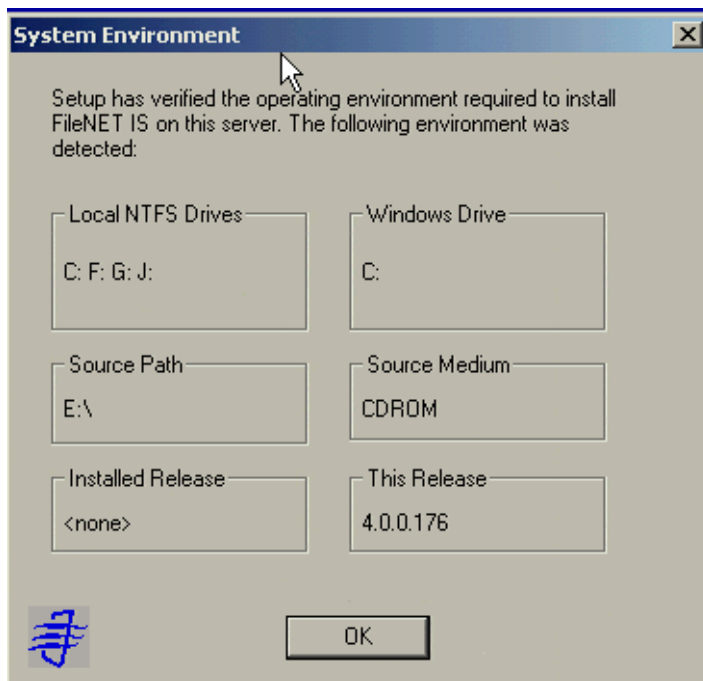 System Environment
Setup has verified the operating environment required to install
FileNET IS on this server. The following environment was
detected:
Local NTFS Drives
C: F: G: J:
Windows Drive
C:
Source Path
E:\
Source Medium
CDROM
Installed Release
<none>
This Release
4.0.0.176
OK